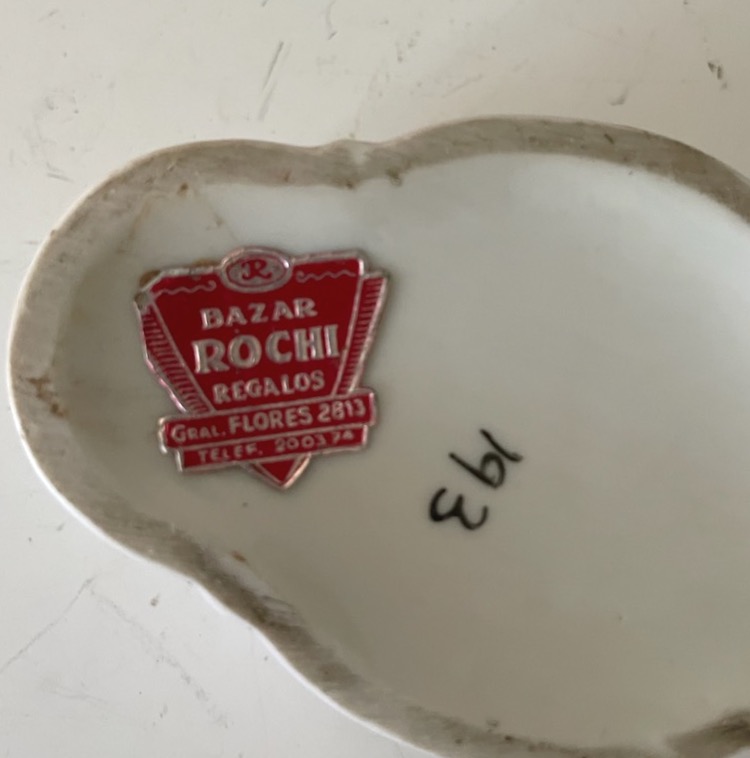 R
BAZAR
ROCHI
REGALOS
GRAL. FLORES 2813
TELEF. 200374
193